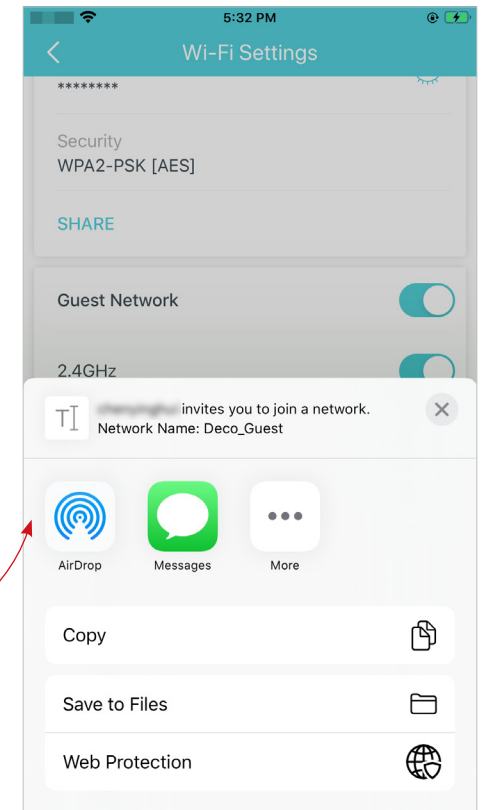 5:32 PM
Wi-Fi Settings
********
Security
WPA2-PSK [AES]
SHARE
Guest Network
2.4GHz
invites you to join a network.
Network Name: Deco_Guest
AirDrop
Messages
More
Copy
Save to Files
Web Protection